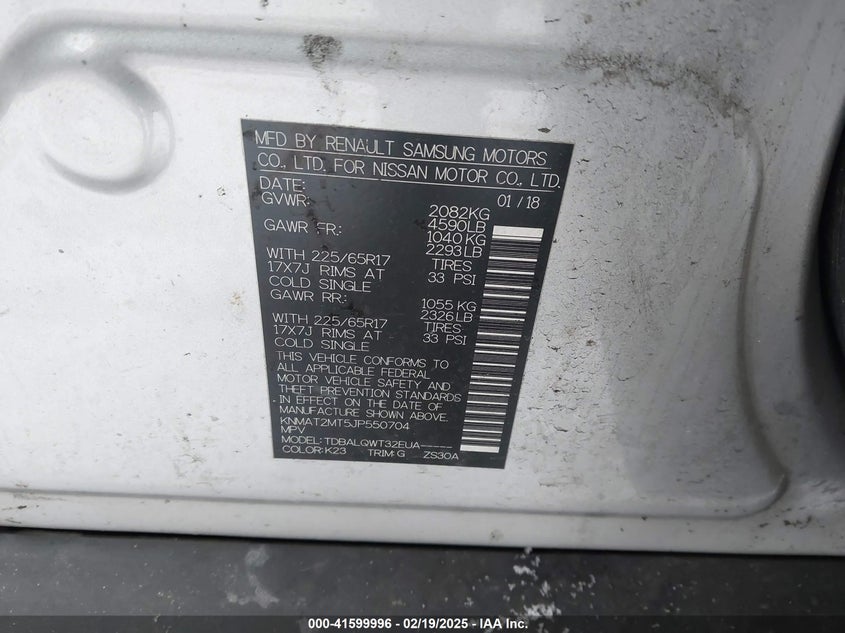 MFD BY RENAULT SAMSUNG MOTORS
CO., LTD. FOR NISSAN MOTOR CO., LTD.
DATE: 01/18
GVWR: 2082KG
4590LB
GAWR FR.: 1040KG
2293LB
WITH 225/65R17 TIRES
17X7J RIMS AT 33 PSI
COLD SINGLE
GAWR RR.: 1055KG
2326LB
WITH 225/65R17 TIRES
17X7J RIMS AT 33 PSI
COLD SINGLE
THIS VEHICLE CONFORMS TO
ALL APPLICABLE FEDERAL
MOTOR VEHICLE SAFETY AND
THEFT PREVENTION STANDARDS
IN EFFECT ON THE DATE OF
MANUFACTURE SHOWN ABOVE.
KNMAT2MT5JP550704
MPV
MODEL: TDBALQWT32EUA-----
COLOR: K23 TRIM: G ZS30A
000-41599996 - 02/19/2025 - IAA Inc.